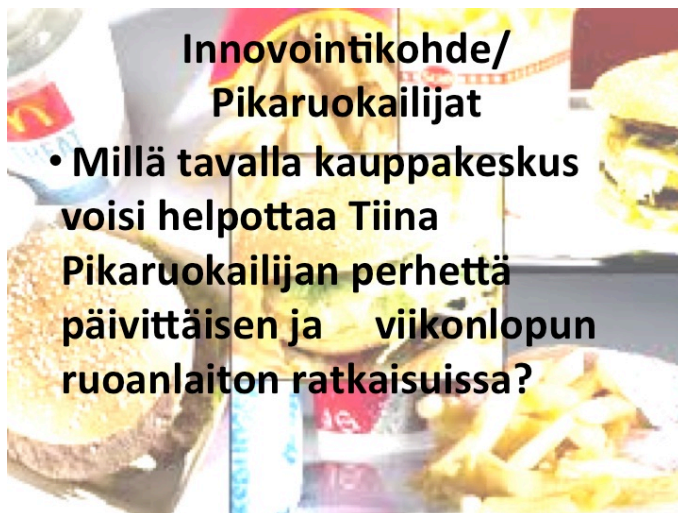 Innovointikohde/
Pikaruokailijat
• Millä tavalla kauppakeskus
voisi helpottaa Tiina
Pikaruokailijan perhettä
päivittäisen ja viikonlopun
ruoanlaiton ratkaisuissa?